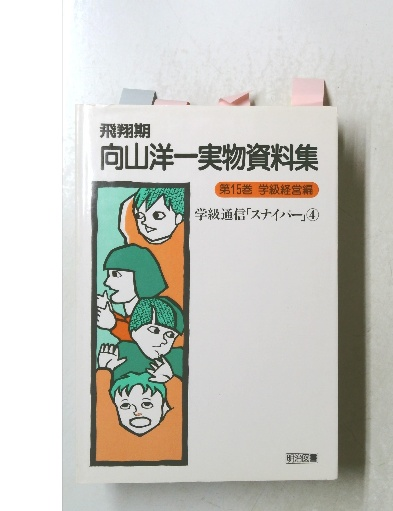 飛翔期
向山洋一実物資料集
第15巻 学級経営編
学級通信「スナイパー」④
明治図書